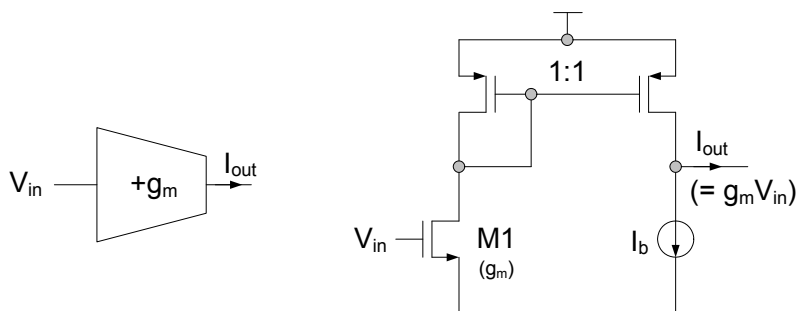 V_in
+g_m
I_out
1:1
V_in
M1
(g_m)
I_out
(= g_mV_in)
I_b